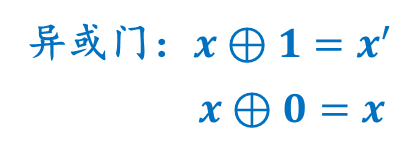 异或门：x ⊕ 1 = x′
x ⊕ 0 = x